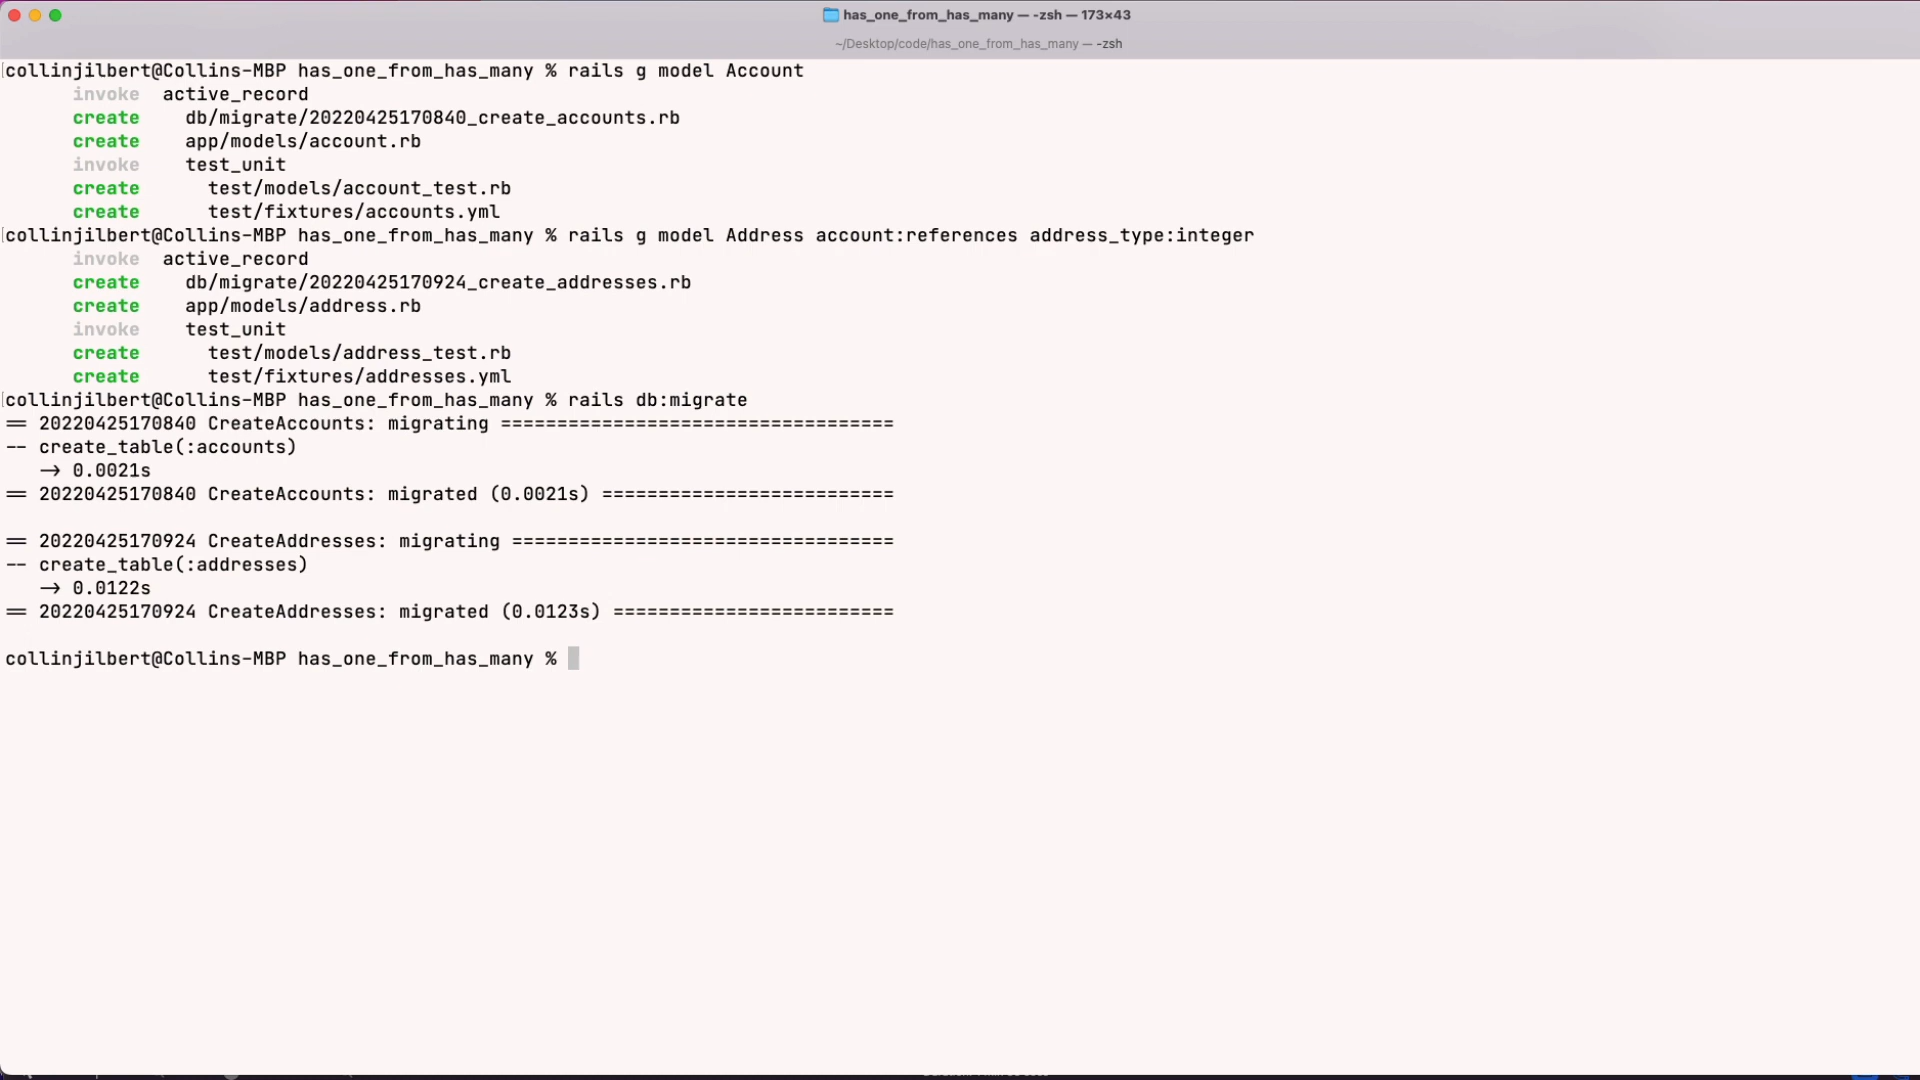 has_one_from_has_many — -zsh — 173×43
~/Desktop/code/has_one_from_has_many — -zsh
collinjilbert@Collins-MBP has_one_from_has_many % rails g model Account
invoke active_record
create db/migrate/20220425170840_create_accounts.rb
create app/models/account.rb
invoke test_unit
create test/models/account_test.rb
create test/fixtures/accounts.yml
collinjilbert@Collins-MBP has_one_from_has_many % rails g model Address account:references address_type:integer
invoke active_record
create db/migrate/20220425170924_create_addresses.rb
create app/models/address.rb
invoke test_unit
create test/models/address_test.rb
create test/fixtures/addresses.yml
collinjilbert@Collins-MBP has_one_from_has_many % rails db:migrate
== 20220425170840 CreateAccounts: migrating ===================================
-- create_table(:accounts)
-> 0.0021s
== 20220425170840 CreateAccounts: migrated (0.0021s) ==========================

== 20220425170924 CreateAddresses: migrating ==================================
-- create_table(:addresses)
-> 0.0122s
== 20220425170924 CreateAddresses: migrated (0.0123s) =========================

collinjilbert@Collins-MBP has_one_from_has_many %